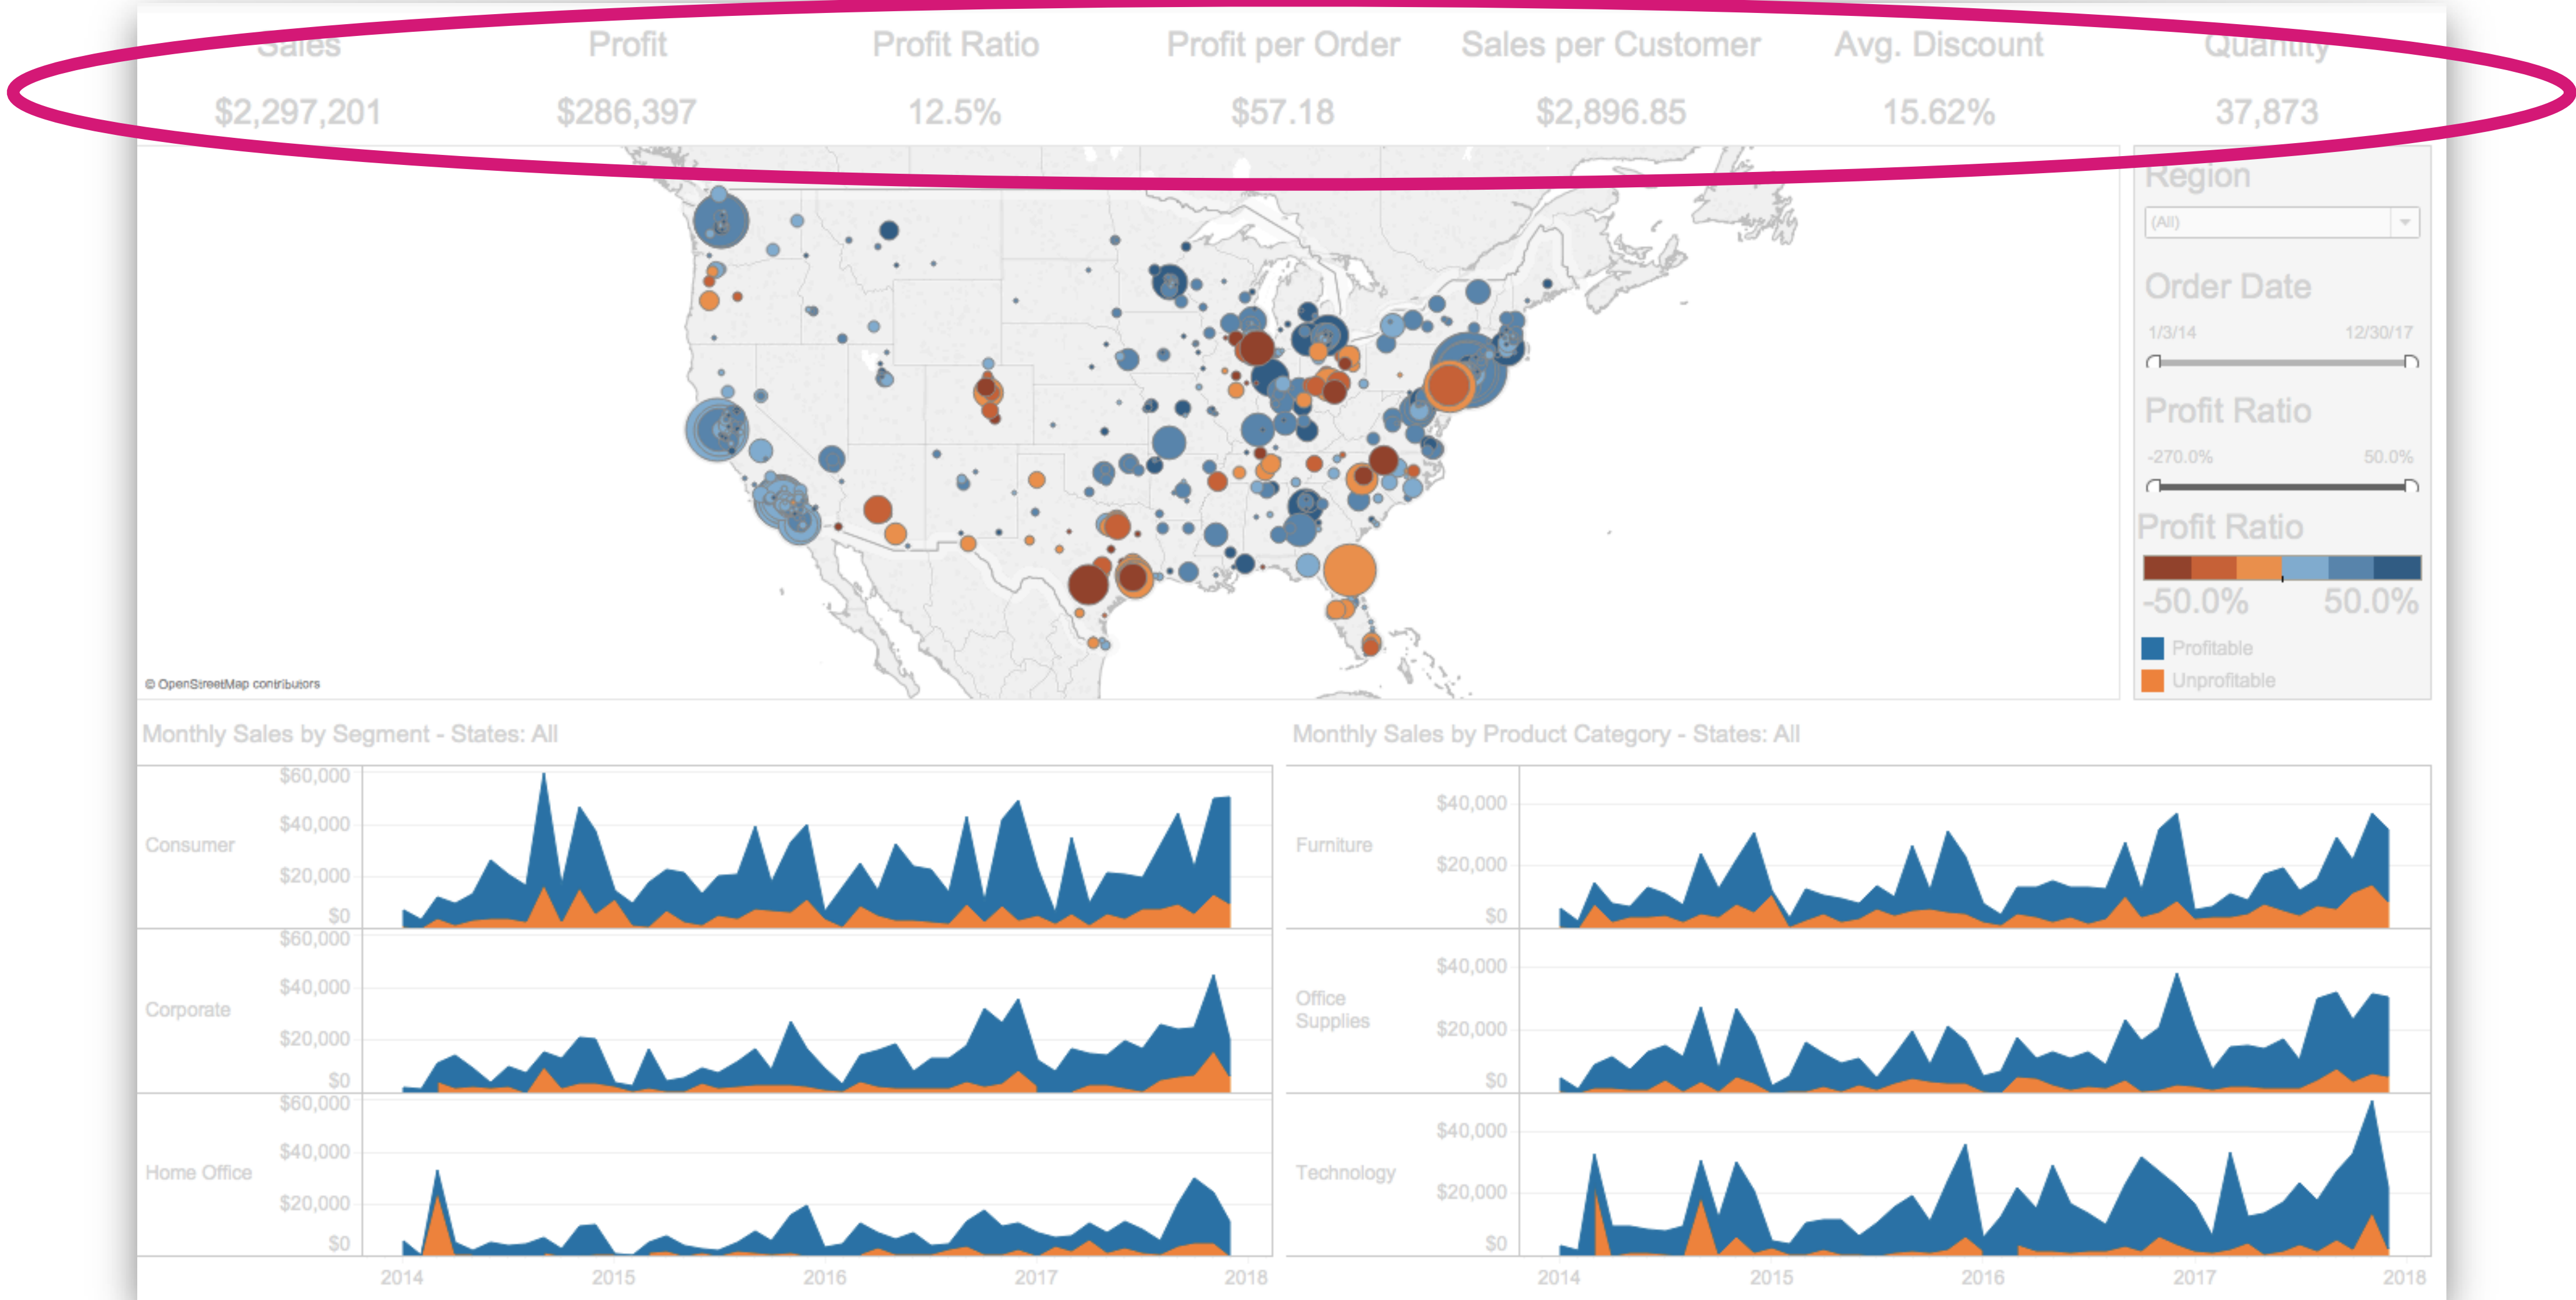 Sales Profit Profit Ratio Profit per Order Sales per Customer Avg. Discount Quantity
$2,297,201 $286,397 12.5% $57.18 $2,896.85 15.62% 37,873
Region
(All)
Order Date
1/3/14 12/30/17
Profit Ratio
-270.0% 50.0%
Profit Ratio
-50.0% 50.0%
Profitable
Unprofitable
© OpenStreetMap contributors
Monthly Sales by Segment - States: All
$60,000
$40,000
Consumer
$20,000
$0
$60,000
$40,000
Corporate
$20,000
$0
$60,000
$40,000
Home Office
$20,000
$0
2014 2015 2016 2017 2018
Monthly Sales by Product Category - States: All
$40,000
Furniture
$20,000
$0
$40,000
Office
Supplies
$20,000
$0
$40,000
Technology
$20,000
$0
2014 2015 2016 2017 2018